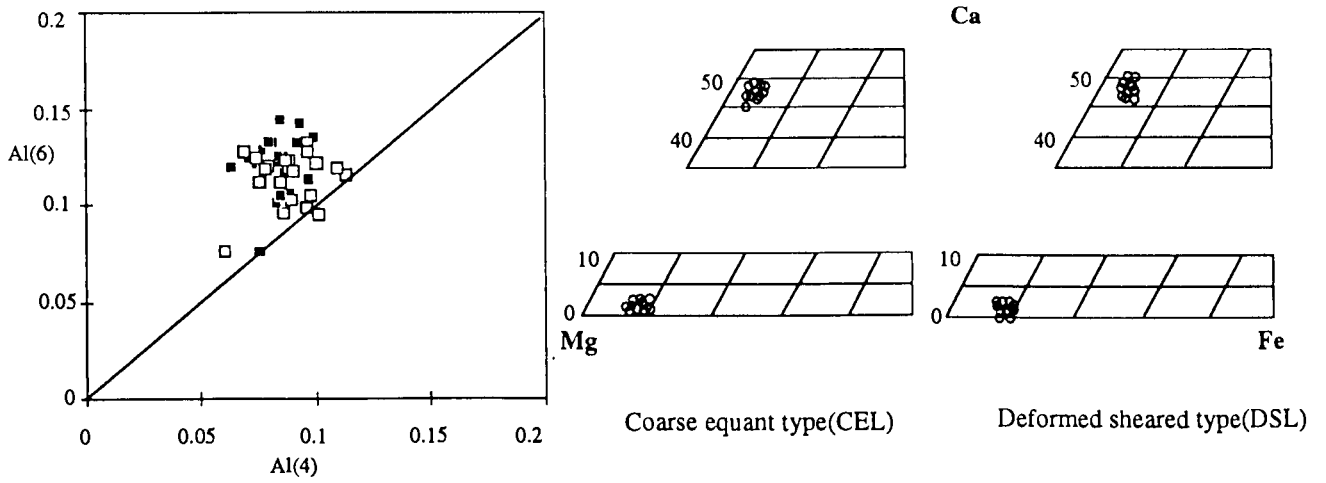 0.2
0.15
Al(6)
0.1
0.05
0
0
0.05
0.1
0.15
0.2
Al(4)
Ca
50
40
50
40
10
0
10
0
Mg
Fe
Coarse equant type(CEL)
Deformed sheared type(DSL)